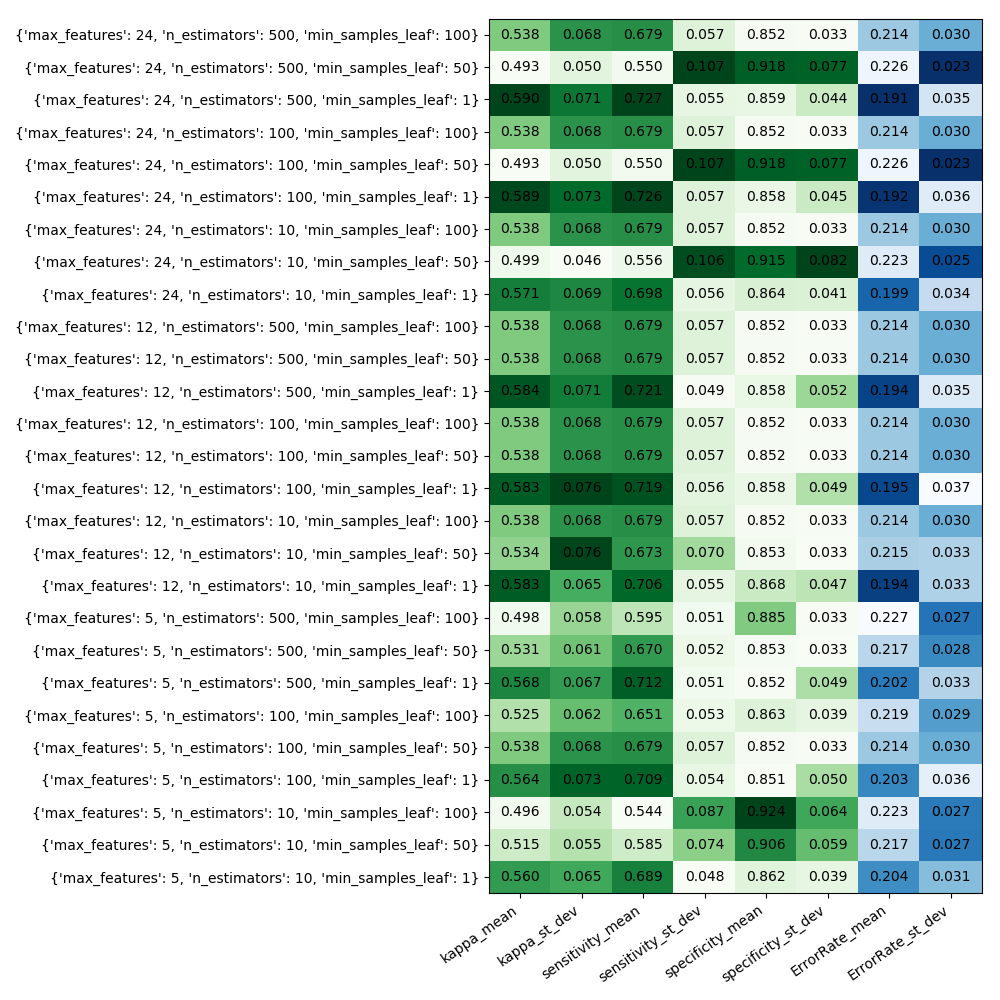 {'max_features': 24, 'n_estimators': 500, 'min_samples_leaf': 100} 0.538 0.068 0.679 0.057 0.852 0.033 0.214 0.030
{'max_features': 24, 'n_estimators': 500, 'min_samples_leaf': 50} 0.493 0.050 0.550 0.107 0.918 0.077 0.226 0.023
{'max_features': 24, 'n_estimators': 500, 'min_samples_leaf': 1} 0.590 0.071 0.727 0.055 0.859 0.044 0.191 0.035
{'max_features': 24, 'n_estimators': 100, 'min_samples_leaf': 100} 0.538 0.068 0.679 0.057 0.852 0.033 0.214 0.030
{'max_features': 24, 'n_estimators': 100, 'min_samples_leaf': 50} 0.493 0.050 0.550 0.107 0.918 0.077 0.226 0.023
{'max_features': 24, 'n_estimators': 100, 'min_samples_leaf': 1} 0.589 0.073 0.726 0.057 0.858 0.045 0.192 0.036
{'max_features': 24, 'n_estimators': 10, 'min_samples_leaf': 100} 0.538 0.068 0.679 0.057 0.852 0.033 0.214 0.030
{'max_features': 24, 'n_estimators': 10, 'min_samples_leaf': 50} 0.499 0.046 0.556 0.106 0.915 0.082 0.223 0.025
{'max_features': 24, 'n_estimators': 10, 'min_samples_leaf': 1} 0.571 0.069 0.698 0.056 0.864 0.041 0.199 0.034
{'max_features': 12, 'n_estimators': 500, 'min_samples_leaf': 100} 0.538 0.068 0.679 0.057 0.852 0.033 0.214 0.030
{'max_features': 12, 'n_estimators': 500, 'min_samples_leaf': 50} 0.538 0.068 0.679 0.057 0.852 0.033 0.214 0.030
{'max_features': 12, 'n_estimators': 500, 'min_samples_leaf': 1} 0.584 0.071 0.721 0.049 0.858 0.052 0.194 0.035
{'max_features': 12, 'n_estimators': 100, 'min_samples_leaf': 100} 0.538 0.068 0.679 0.057 0.852 0.033 0.214 0.030
{'max_features': 12, 'n_estimators': 100, 'min_samples_leaf': 50} 0.538 0.068 0.679 0.057 0.852 0.033 0.214 0.030
{'max_features': 12, 'n_estimators': 100, 'min_samples_leaf': 1} 0.583 0.076 0.719 0.056 0.858 0.049 0.195 0.037
{'max_features': 12, 'n_estimators': 10, 'min_samples_leaf': 100} 0.538 0.068 0.679 0.057 0.852 0.033 0.214 0.030
{'max_features': 12, 'n_estimators': 10, 'min_samples_leaf': 50} 0.534 0.076 0.673 0.070 0.853 0.033 0.215 0.033
{'max_features': 12, 'n_estimators': 10, 'min_samples_leaf': 1} 0.583 0.065 0.706 0.055 0.868 0.047 0.194 0.033
{'max_features': 5, 'n_estimators': 500, 'min_samples_leaf': 100} 0.498 0.058 0.595 0.051 0.885 0.033 0.227 0.027
{'max_features': 5, 'n_estimators': 500, 'min_samples_leaf': 50} 0.531 0.061 0.670 0.052 0.853 0.033 0.217 0.028
{'max_features': 5, 'n_estimators': 500, 'min_samples_leaf': 1} 0.568 0.067 0.712 0.051 0.852 0.049 0.202 0.033
{'max_features': 5, 'n_estimators': 100, 'min_samples_leaf': 100} 0.525 0.062 0.651 0.053 0.863 0.039 0.219 0.029
{'max_features': 5, 'n_estimators': 100, 'min_samples_leaf': 50} 0.538 0.068 0.679 0.057 0.852 0.033 0.214 0.030
{'max_features': 5, 'n_estimators': 100, 'min_samples_leaf': 1} 0.564 0.073 0.709 0.054 0.851 0.050 0.203 0.036
{'max_features': 5, 'n_estimators': 10, 'min_samples_leaf': 100} 0.496 0.054 0.544 0.087 0.924 0.064 0.223 0.027
{'max_features': 5, 'n_estimators': 10, 'min_samples_leaf': 50} 0.515 0.055 0.585 0.074 0.906 0.059 0.217 0.027
{'max_features': 5, 'n_estimators': 10, 'min_samples_leaf': 1} 0.560 0.065 0.689 0.048 0.862 0.039 0.204 0.031
kappa_mean kappa_st_dev sensitivity_mean sensitivity_st_dev specificity_mean specificity_st_dev ErrorRate_mean ErrorRate_st_dev